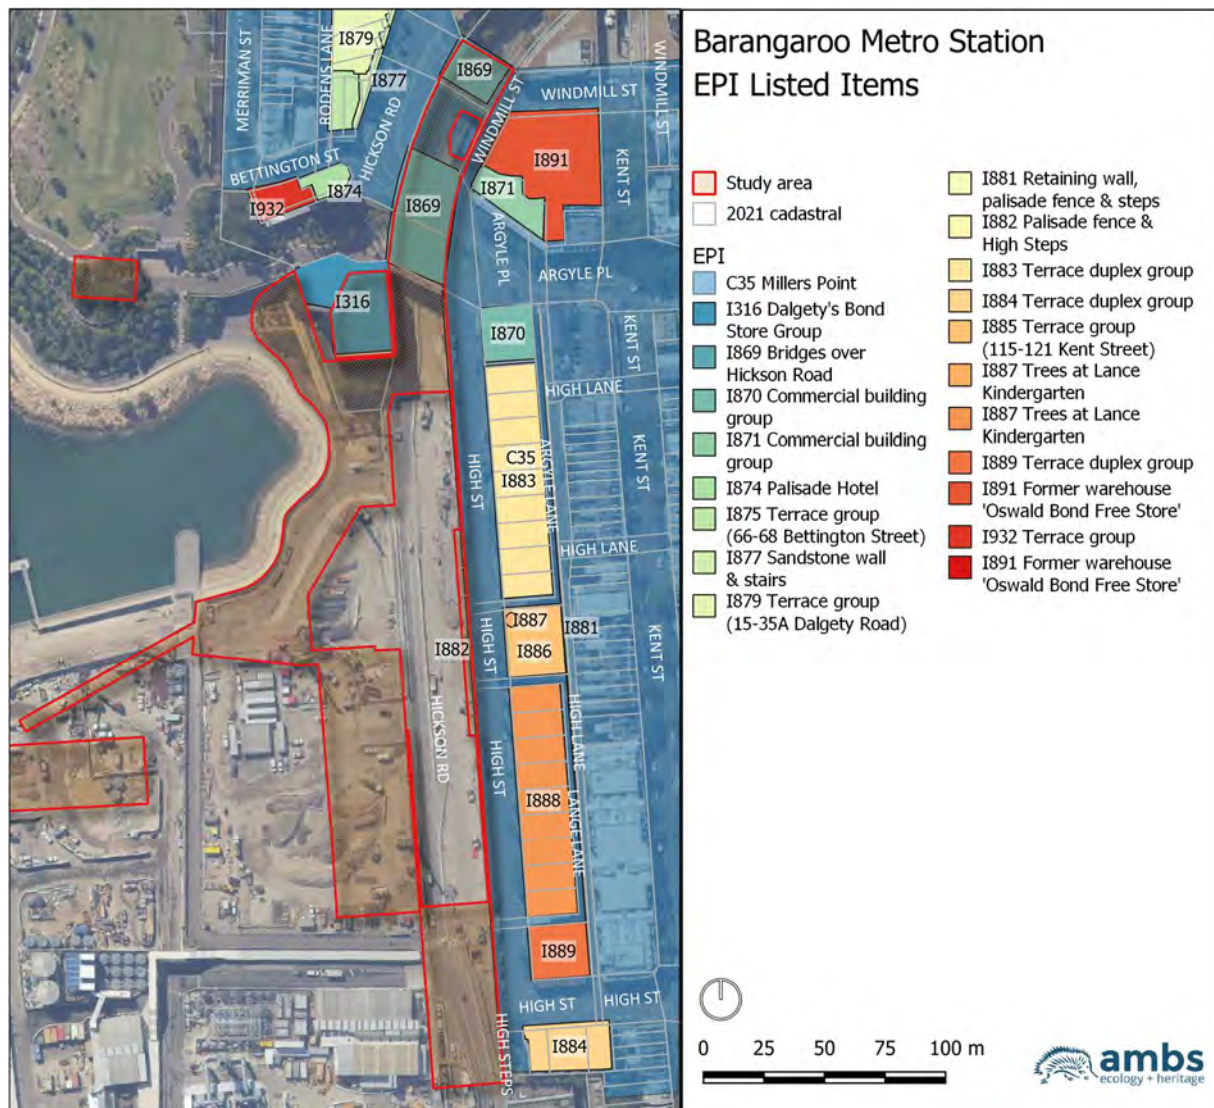 Barangaroo Metro Station
EPI Listed Items
Study area
2021 cadastral
EPI
C35 Millers Point
I316 Dalgety's Bond
Store Group
I869 Bridges over
Hickson Road
I870 Commercial building
group
I871 Commercial building
group
I874 Palisade Hotel
I875 Terrace group
(66-68 Bettington Street)
I877 Sandstone wall
& stairs
I879 Terrace group
(15-35A Dalgety Road)
I881 Retaining wall,
palisade fence & steps
I882 Palisade fence &
High Steps
I883 Terrace duplex group
I884 Terrace duplex group
I885 Terrace group
(115-121 Kent Street)
I887 Trees at Lance
Kindergarten
I887 Trees at Lance
Kindergarten
I889 Terrace duplex group
I891 Former warehouse
'Oswald Bond Free Store'
I932 Terrace group
I891 Former warehouse
'Oswald Bond Free Store'
0 25 50 75 100 m
ambs
ecology + heritage
MERRIMAN ST
RODENS LANE
I879
I877
HICKSON RD
I869
WINDMILL ST
WINDMILL ST
WINDMILL ST
BETTINGTON ST
I874
I932
I869
I871
I891
KENT ST
ARGYLE PL
ARGYLE PL
I316
I870
KENT ST
HIGH LANE
C35
I883
ARGYLE LANE
HIGH ST
KENT ST
HIGH LANE
I887
I881
I886
I882
HIGH ST
KENT ST
HICKSON RD
HIGH LANE
HIGH ST
I888
LANGE LANE
I889
HIGH ST
HIGH ST
HIGH STEPS
I884